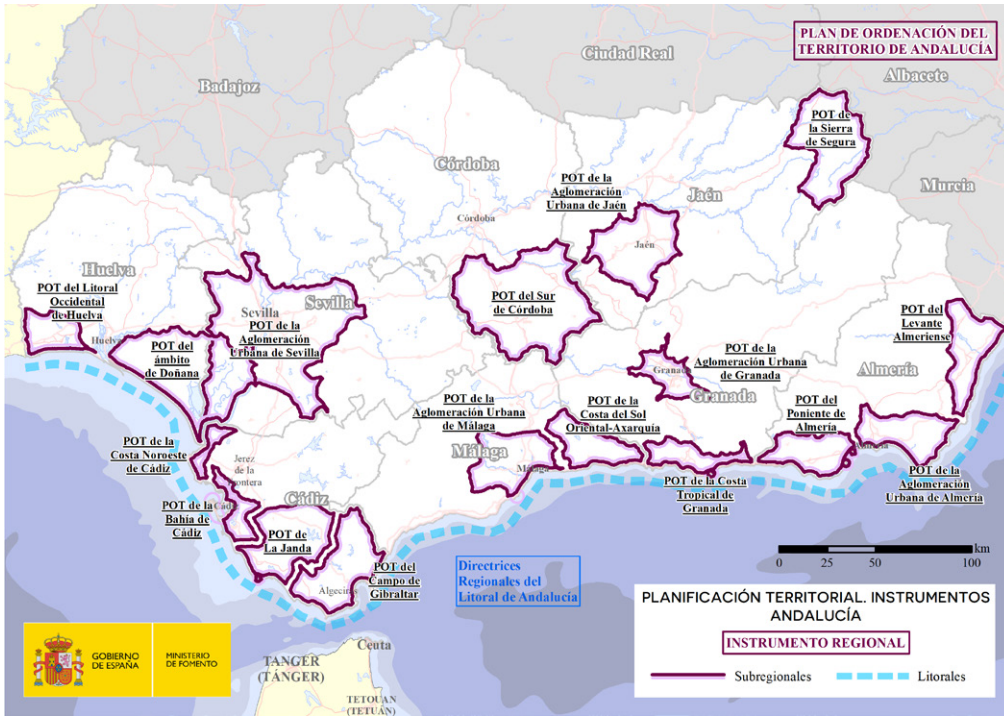 PLAN DE ORDENACIÓN DEL
TERRITORIO DE ANDALUCÍA
Ciudad Real
Badajoz
Albacete
POT de
la Sierra
de Segura
Murcia
Córdoba
POT de la
Aglomeración
Urbana de Jaén
Jaén
Córdoba
Jaén
Huelva
POT del Litoral
Occidental
de Huelva
Huelva
Sevilla
Sevilla
POT de la
Aglomeración
Urbana de Sevilla
POT del
ámbito
de Doñana
POT del Sur
de Córdoba
POT del
Levante
Almeriense
POT de la
Aglomeración Urbana
de Granada
Granada
Granada
Almería
POT de la
Aglomeración Urbana
de Málaga
POT de la
Costa del Sol
Oriental-Axarquía
POT del
Poniente de
Almería
Almería
Málaga
Málaga
POT de la
Costa Noroeste
de Cádiz
Jerez
de la
Frontera
Cádiz
POT de la
Bahía de
Cádiz
Cádiz
POT de
La Janda
POT de la Costa
Tropical de
Granada
POT de la
Aglomeración
Urbana de Almería
POT del
Campo de
Gibraltar
Algeciras
Directrices
Regionales del
Litoral de Andalucía
km
0
25
50
100
PLANIFICACIÓN TERRITORIAL. INSTRUMENTOS
ANDALUCÍA
INSTRUMENTO REGIONAL
Subregionales
Litorales
GOBIERNO
DE ESPAÑA
MINISTERIO
DE FOMENTO
Ceuta
TANGER
(TÁNGER)
TETOUAN
(TETUÁN)